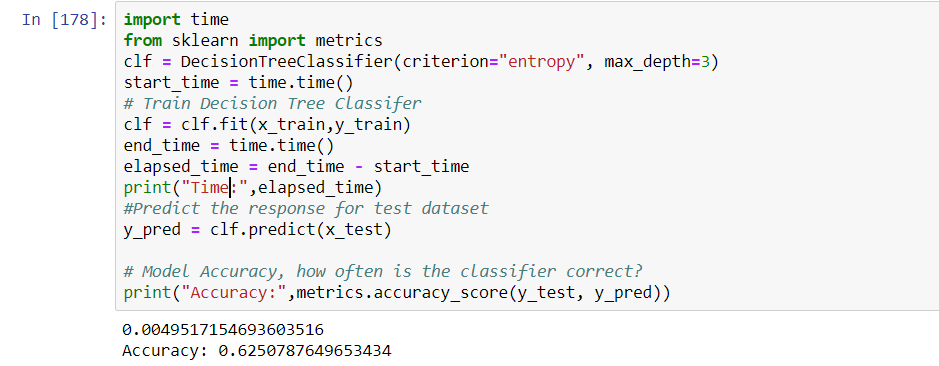 In [178]:
import time
from sklearn import metrics
clf = DecisionTreeClassifier(criterion="entropy", max_depth=3)
start_time = time.time()
# Train Decision Tree Classifer
clf = clf.fit(x_train,y_train)
end_time = time.time()
elapsed_time = end_time - start_time
print("Time:",elapsed_time)
#Predict the response for test dataset
y_pred = clf.predict(x_test)

# Model Accuracy, how often is the classifier correct?
print("Accuracy:",metrics.accuracy_score(y_test, y_pred))
0.0049517154693603516
Accuracy: 0.6250787649653434